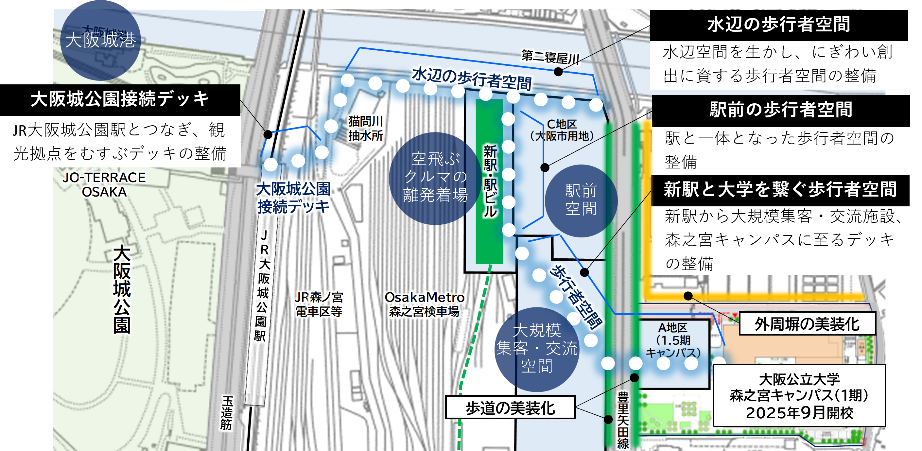 大阪城港
水辺の歩行者空間
水辺空間を生かし、にぎわい創
出に資する歩行者空間の整備
第二寝屋川
水辺の歩行者空間
大阪城公園接続デッキ
JR大阪城公園駅とつなぎ、観
光拠点をむすぶデッキの整備
猫間川
抽水所
C地区
(大阪市用地)
駅前の歩行者空間
駅と一体となった歩行者空間の
整備
空飛ぶ
クルマの
離発着場
新駅・駅ビル
駅前
空間
JO-TERRACE
OSAKA
大阪城公園
接続デッキ
新駅と大学を繋ぐ歩行者空間
新駅から大規模集客・交流施設、
森之宮キャンパスに至るデッキ
の整備
大阪城公園
JR大阪城公園駅
JR森ノ宮
電車区等
OsakaMetro
森之宮検車場
歩行者空間
大規模
集客・交流
空間
A地区
(1.5期
キャンパス)
外周塀の美装化
大阪公立大学
森之宮キャンパス(1期)
2025年9月開校
玉造筋
歩道の美装化
豊里矢田線